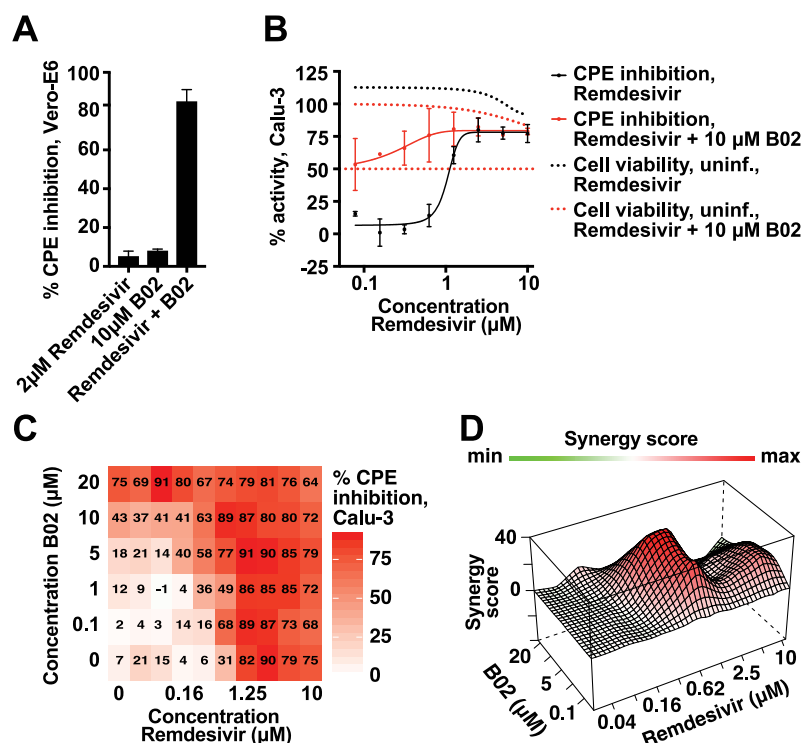 A
% CPE inhibition, Vero-E6
100
80
60
40
20
0
2µM Remdesivir
10µM B02
Remdesivir + B02
B
% activity, Calu-3
125
100
75
50
25
0
-25
0.1 1 10
Concentration
Remdesivir (µM)
CPE inhibition,
Remdesivir
CPE inhibition,
Remdesivir + 10 µM B02
Cell viability, uninf.,
Remdesivir
Cell viability, uninf.,
Remdesivir + 10 µM B02
C
Concentration B02 (µM)
20 75 69 91 80 67 74 79 81 76 64
10 43 37 41 41 63 89 87 80 80 72
5 18 21 14 40 58 77 91 90 85 79
1 12 9 -1 4 36 49 86 85 85 72
0.1 2 4 3 14 16 68 89 87 73 68
0 7 21 15 4 6 31 82 90 79 75
0 0.16 1.25 10
Concentration
Remdesivir (µM)
% CPE
inhibition,
Calu-3
75
50
25
0
D
Synergy score
min max
Synergy
score
40
0
20
5
0.1
B02 (µM)
0.04
0.16
0.62
2.5
10
Remdesivir (µM)